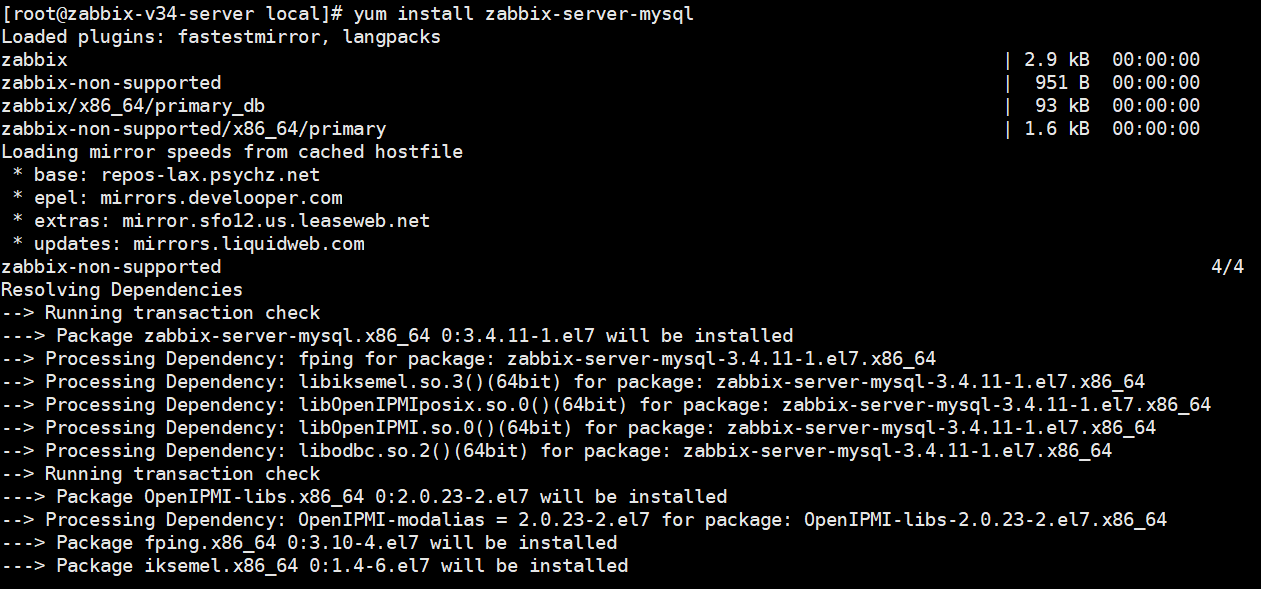 [root@zabbix-v34-server local]# yum install zabbix-server-mysql
Loaded plugins: fastestmirror, langpacks
zabbix | 2.9 kB 00:00:00
zabbix-non-supported | 951 B 00:00:00
zabbix/x86_64/primary_db | 93 kB 00:00:00
zabbix-non-supported/x86_64/primary | 1.6 kB 00:00:00
Loading mirror speeds from cached hostfile
* base: repos-lax.psychz.net
* epel: mirrors.develooper.com
* extras: mirror.sfo12.us.leaseweb.net
* updates: mirrors.liquidweb.com
zabbix-non-supported 4/4
Resolving Dependencies
--> Running transaction check
---> Package zabbix-server-mysql.x86_64 0:3.4.11-1.el7 will be installed
--> Processing Dependency: fping for package: zabbix-server-mysql-3.4.11-1.el7.x86_64
--> Processing Dependency: libiksemel.so.3()(64bit) for package: zabbix-server-mysql-3.4.11-1.el7.x86_64
--> Processing Dependency: libOpenIPMIposix.so.0()(64bit) for package: zabbix-server-mysql-3.4.11-1.el7.x86_64
--> Processing Dependency: libOpenIPMI.so.0()(64bit) for package: zabbix-server-mysql-3.4.11-1.el7.x86_64
--> Processing Dependency: libodbc.so.2()(64bit) for package: zabbix-server-mysql-3.4.11-1.el7.x86_64
--> Running transaction check
---> Package OpenIPMI-libs.x86_64 0:2.0.23-2.el7 will be installed
--> Processing Dependency: OpenIPMI-modalias = 2.0.23-2.el7 for package: OpenIPMI-libs-2.0.23-2.el7.x86_64
---> Package fping.x86_64 0:3.10-4.el7 will be installed
---> Package iksemel.x86_64 0:1.4-6.el7 will be installed